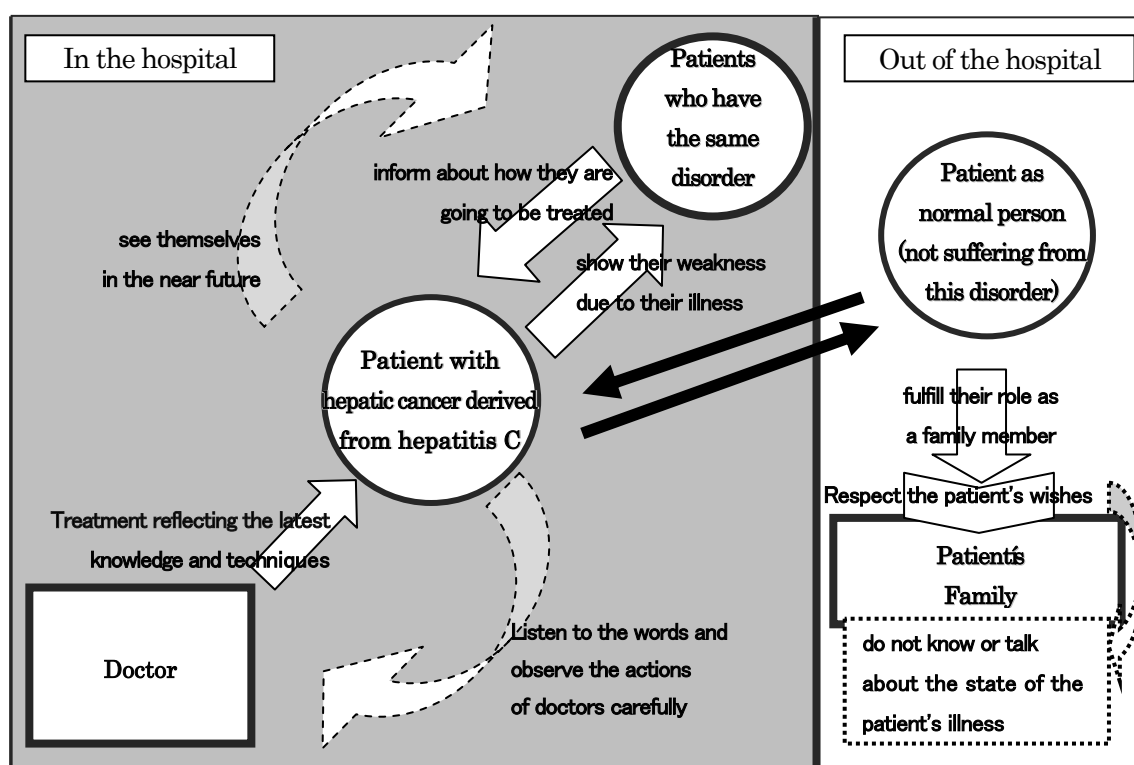 In the hospital
Patients
who have
the same
disorder
inform about how they are
going to be treated
see themselves
in the near future
show their weakness
due to their illness
Patient with
hepatic cancer derived
from hepatitis C
Treatment reflecting the latest
knowledge and techniques
Doctor
Listen to the words and
observe the actions
of doctors carefully
Out of the hospital
Patient as
normal person
(not suffering from
this disorder)
fulfill their role as
a family member
Respect the patient's wishes
Patient's
Family
do not know or talk
about the state of the
patient's illness